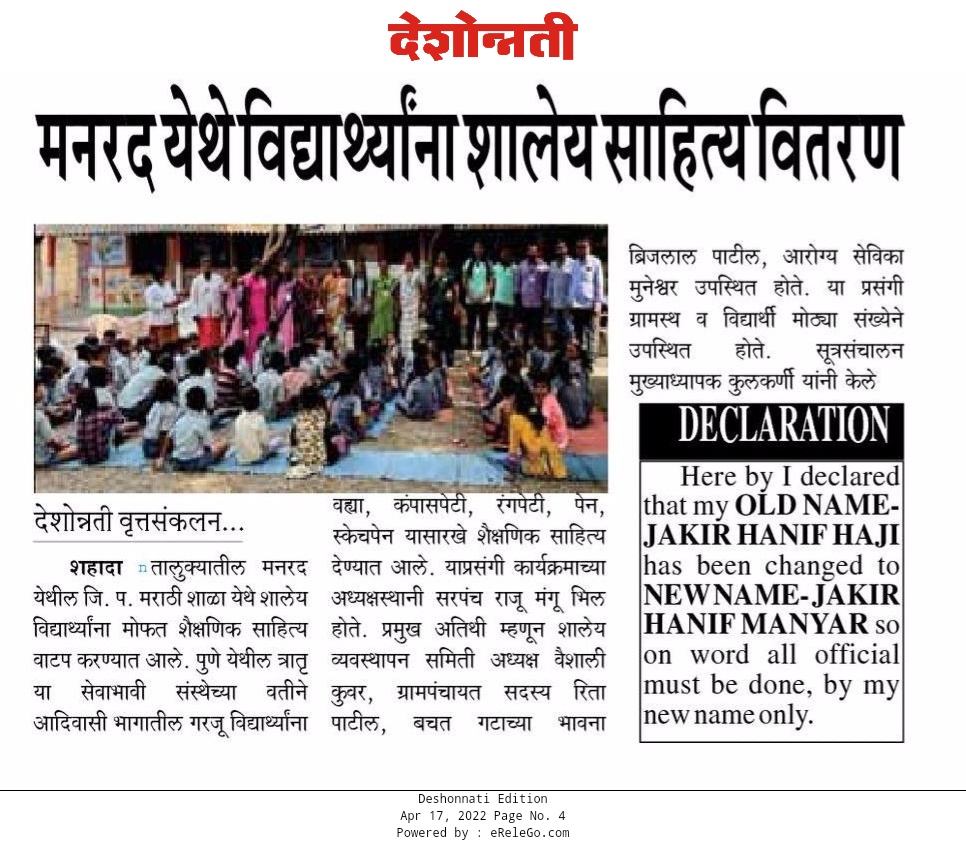 देशोन्नती
मनरद येथे विद्यार्थ्यांना शालेय साहित्य वितरण
देशोन्नती वृत्तसंकलन...
शहादा n तालुक्यातील मनरद
येथील जि. प. मराठी शाळा येथे शालेय
विद्यार्थ्यांना मोफत शैक्षणिक साहित्य
वाटप करण्यात आले. पुणे येथील त्रातृ
या सेवाभावी संस्थेच्या वतीने
आदिवासी भागातील गरजू विद्यार्थ्यांना
वह्या, कंपासपेटी, रंगपेटी, पेन,
स्केचपेन यासारखे शैक्षणिक साहित्य
देण्यात आले. याप्रसंगी कार्यक्रमाच्या
अध्यक्षस्थानी सरपंच राजू मंगू भिल
होते. प्रमुख अतिथी म्हणून शालेय
व्यवस्थापन समिती अध्यक्ष वैशाली
कुवर, ग्रामपंचायत सदस्य रिता
पाटील, बचत गटाच्या भावना
ब्रिजलाल पाटील, आरोग्य सेविका
मुनेश्वर उपस्थित होते. या प्रसंगी
ग्रामस्थ व विद्यार्थी मोठ्या संख्येने
उपस्थित होते. सूत्रसंचालन
मुख्याध्यापक कुलकर्णी यांनी केले
DECLARATION
Here by I declared
that my OLD NAME-
JAKIR HANIF HAJI
has been changed to
NEW NAME- JAKIR
HANIF MANYAR so
on word all official
must be done, by my
new name only.
Deshonnati Edition
Apr 17, 2022 Page No. 4
Powered by : eReleGo.com